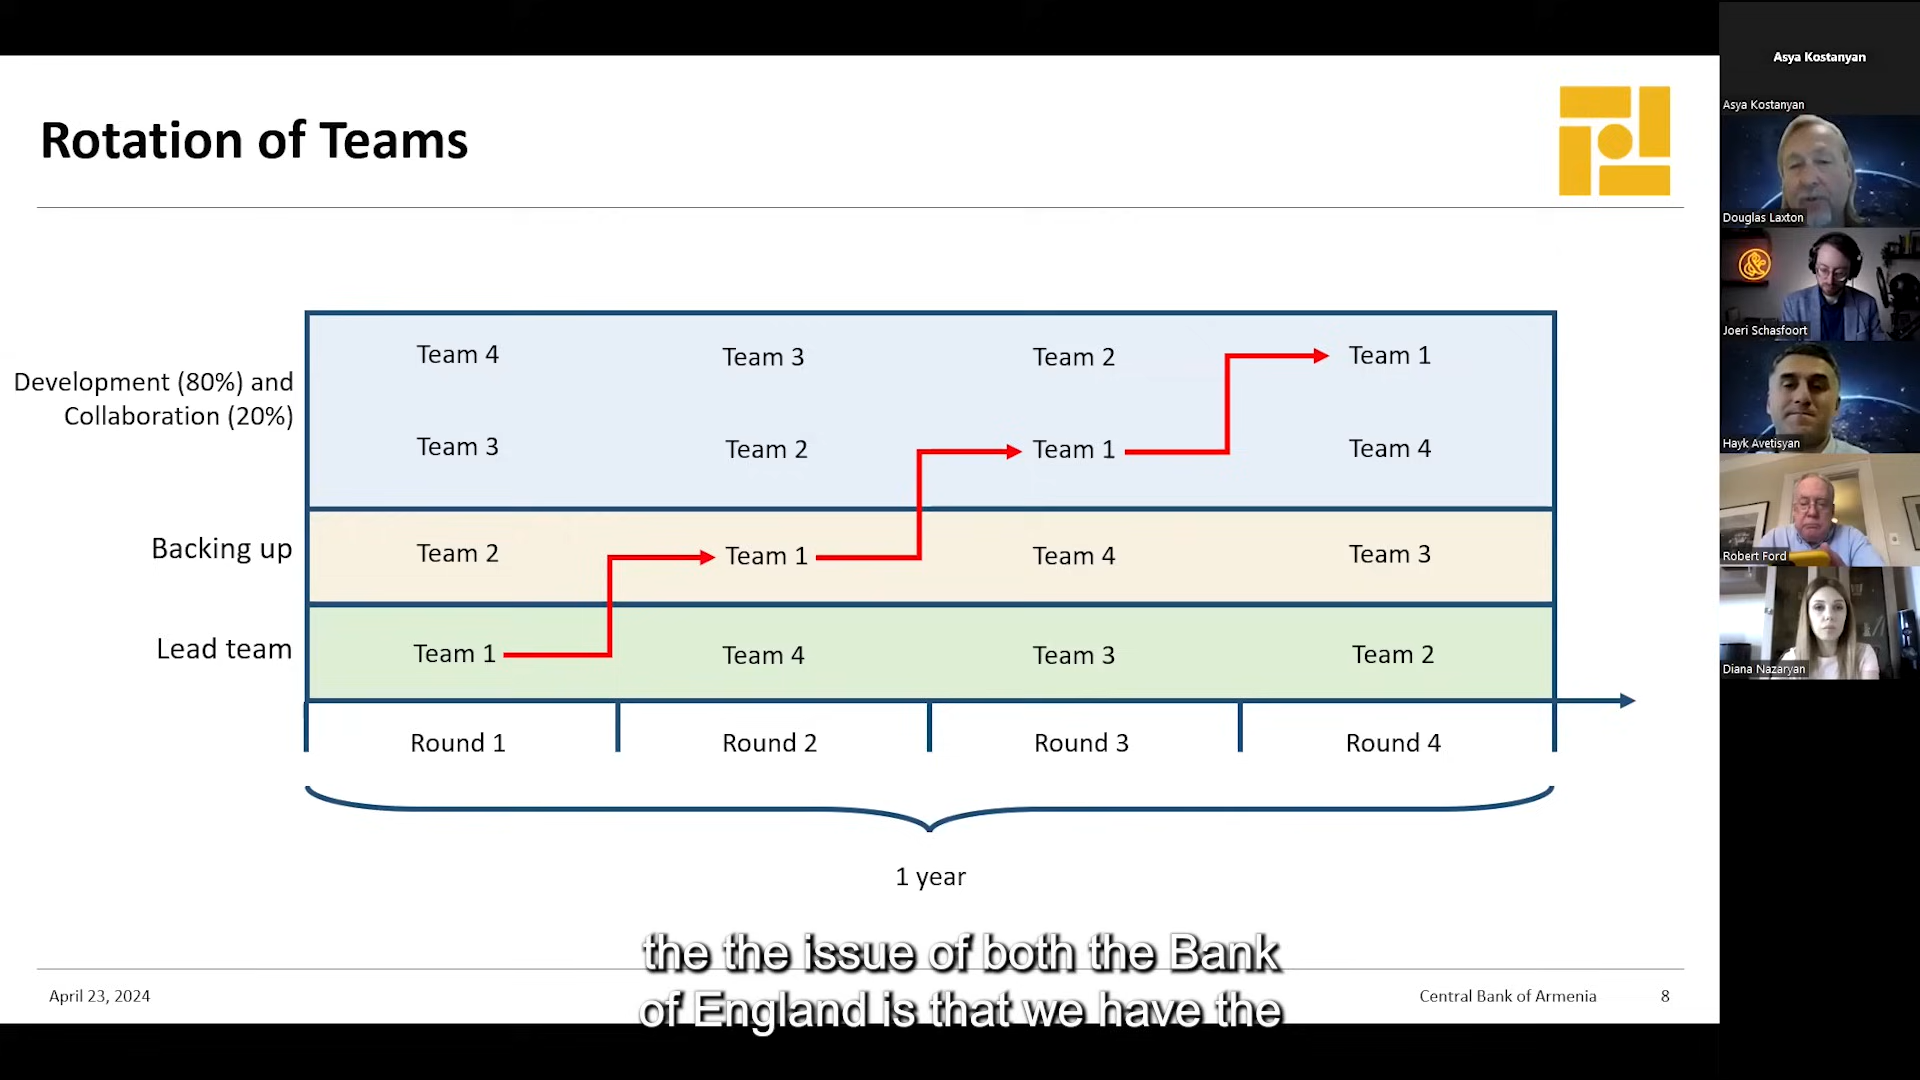 Rotation of Teams
Development (80%) and
Collaboration (20%)
Team 4
Team 3
Team 2
Team 1
Team 3
Team 2
Team 1
Team 4
Backing up
Team 2
Team 1
Team 4
Team 3
Lead team
Team 1
Team 4
Team 3
Team 2
Round 1
Round 2
Round 3
Round 4
1 year
the the issue of both the Bank
of England is that we have the
April 23, 2024
Central Bank of Armenia
8
Asya Kostanyan
Asya Kostanyan
Douglas Laxton
Joeri Schasfoort
Hayk Avetisyan
Robert Ford
Diana Nazaryan